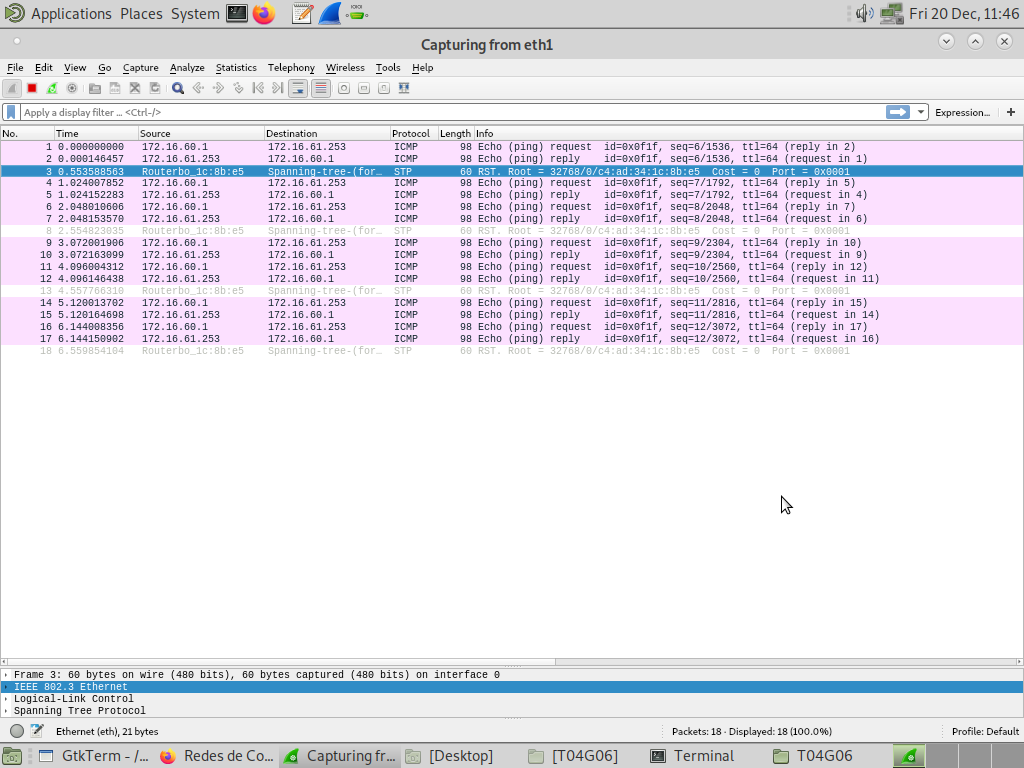 Applications Places System Fri 20 Dec, 11:46
Capturing from eth1
File Edit View Go Capture Analyze Statistics Telephony Wireless Tools Help
Apply a display filter ... <Ctrl-/> Expression... +
No. Time Source Destination Protocol Length Info
1 0.000000000 172.16.60.1 172.16.61.253 ICMP 98 Echo (ping) request id=0x0f1f, seq=6/1536, ttl=64 (reply in 2)
2 0.000146457 172.16.61.253 172.16.60.1 ICMP 98 Echo (ping) reply id=0x0f1f, seq=6/1536, ttl=64 (request in 1)
3 0.553588563 Routerbo_1c:8b:e5 Spanning-tree-(for… STP 60 RST. Root = 32768/0/c4:ad:34:1c:8b:e5 Cost = 0 Port = 0x0001
4 1.024007852 172.16.60.1 172.16.61.253 ICMP 98 Echo (ping) request id=0x0f1f, seq=7/1792, ttl=64 (reply in 5)
5 1.024152283 172.16.61.253 172.16.60.1 ICMP 98 Echo (ping) reply id=0x0f1f, seq=7/1792, ttl=64 (request in 4)
6 2.048010606 172.16.60.1 172.16.61.253 ICMP 98 Echo (ping) request id=0x0f1f, seq=8/2048, ttl=64 (reply in 7)
7 2.048153570 172.16.61.253 172.16.60.1 ICMP 98 Echo (ping) reply id=0x0f1f, seq=8/2048, ttl=64 (request in 6)
8 2.554823035 Routerbo_1c:8b:e5 Spanning-tree-(for… STP 60 RST. Root = 32768/0/c4:ad:34:1c:8b:e5 Cost = 0 Port = 0x0001
9 3.072001906 172.16.60.1 172.16.61.253 ICMP 98 Echo (ping) request id=0x0f1f, seq=9/2304, ttl=64 (reply in 10)
10 3.072163099 172.16.61.253 172.16.60.1 ICMP 98 Echo (ping) reply id=0x0f1f, seq=9/2304, ttl=64 (request in 9)
11 4.096004312 172.16.60.1 172.16.61.253 ICMP 98 Echo (ping) request id=0x0f1f, seq=10/2560, ttl=64 (reply in 12)
12 4.096146438 172.16.61.253 172.16.60.1 ICMP 98 Echo (ping) reply id=0x0f1f, seq=10/2560, ttl=64 (request in 11)
13 4.557766310 Routerbo_1c:8b:e5 Spanning-tree-(for… STP 60 RST. Root = 32768/0/c4:ad:34:1c:8b:e5 Cost = 0 Port = 0x0001
14 5.120013702 172.16.60.1 172.16.61.253 ICMP 98 Echo (ping) request id=0x0f1f, seq=11/2816, ttl=64 (reply in 15)
15 5.120164698 172.16.61.253 172.16.60.1 ICMP 98 Echo (ping) reply id=0x0f1f, seq=11/2816, ttl=64 (request in 14)
16 6.144008356 172.16.60.1 172.16.61.253 ICMP 98 Echo (ping) request id=0x0f1f, seq=12/3072, ttl=64 (reply in 17)
17 6.144150902 172.16.61.253 172.16.60.1 ICMP 98 Echo (ping) reply id=0x0f1f, seq=12/3072, ttl=64 (request in 16)
18 6.559854104 Routerbo_1c:8b:e5 Spanning-tree-(for… STP 60 RST. Root = 32768/0/c4:ad:34:1c:8b:e5 Cost = 0 Port = 0x0001
Frame 3: 60 bytes on wire (480 bits), 60 bytes captured (480 bits) on interface 0
IEEE 802.3 Ethernet
Logical-Link Control
Spanning Tree Protocol
Ethernet (eth), 21 bytes Packets: 18 · Displayed: 18 (100.0%) Profile: Default
GtkTerm - /... Redes de Co... Capturing fr... [Desktop] [T04G06] Terminal T04G06